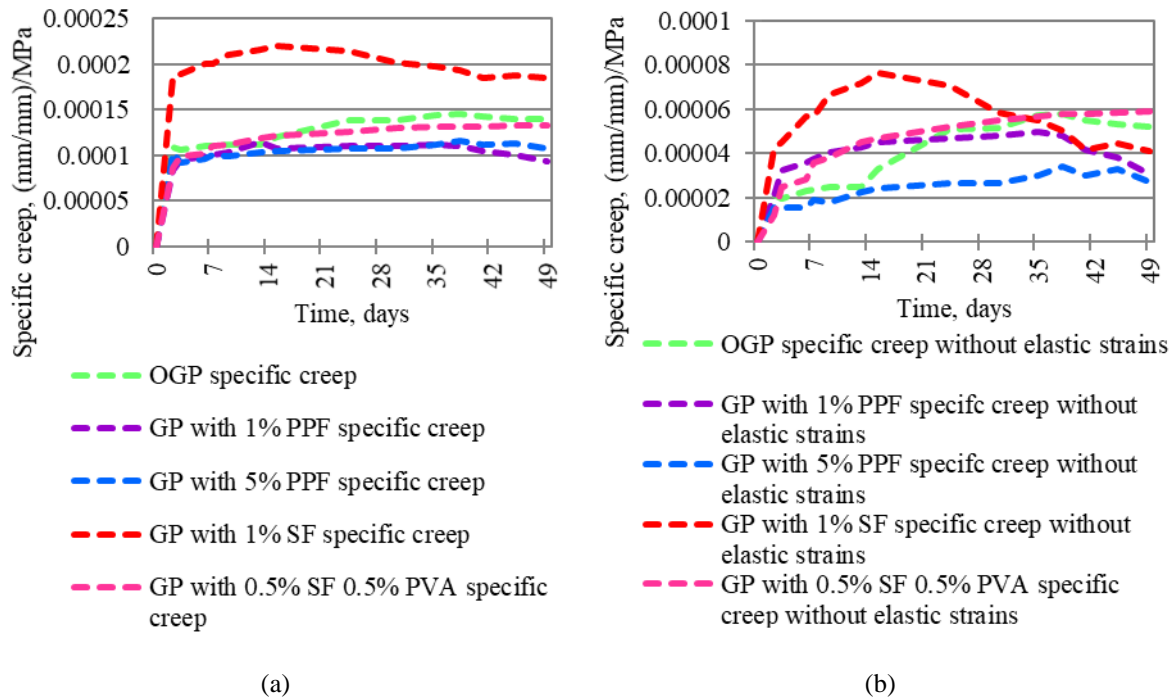 Specific creep, (mm/mm)/MPa
0.00025
0.0002
0.00015
0.0001
0.00005
0
0
7
14
21
28
35
42
49
Time, days
OGP specific creep
GP with 1% PPF specific creep
GP with 5% PPF specific creep
GP with 1% SF specific creep
GP with 0.5% SF 0.5% PVA specific
creep
(a)
Specific creep, (mm/mm)/MPa
0.0001
0.00008
0.00006
0.00004
0.00002
0
0
7
14
21
28
35
42
49
Time, days
OGP specific creep without elastic strains
GP with 1% PPF specifc creep without
elastic strains
GP with 5% PPF specifc creep without
elastic strains
GP with 1% SF specific creep without
elastic strains
GP with 0.5% SF 0.5% PVA specific
creep without elastic strains
(b)